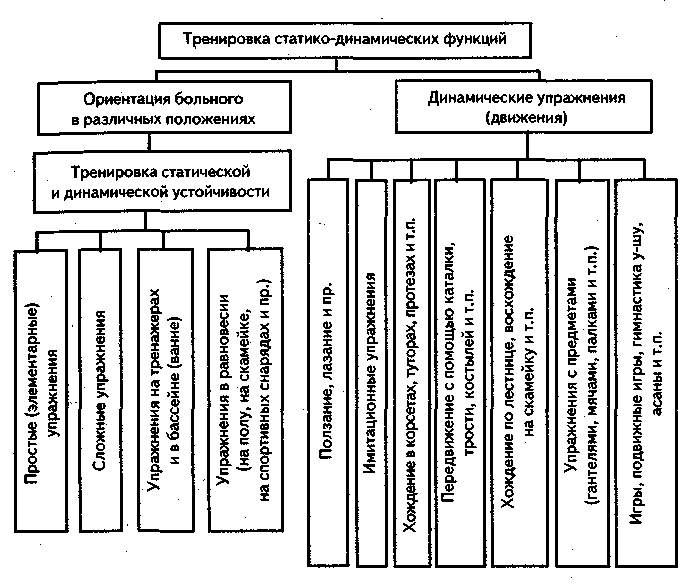 Тренировка статико-динамических функций
Ориентация больного
в различных положениях
Динамические упражнения
(движения)
Тренировка статической
и динамической устойчивости
Простые (элементарные)
упражнения
Сложные упражнения
Упражнения на тренажерах
и в бассейне (ванне)
Упражнения в равновесии
(на полу, на скамейке,
на спортивных снарядах и пр.)
Ползание, лазание и пр.
Имитационные упражнения
Хождение в корсетах, туторах, протезах и т.п.
Передвижение с помощью каталки,
трости, костылей и т.п.
Хождение по лестнице, восхождение
на скамейку и т.п.
Упражнения с предметами
(гантелями, мячами, палками и т.п.)
Игры, подвижные игры, гимнастика у-шу,
асаны и т.п.